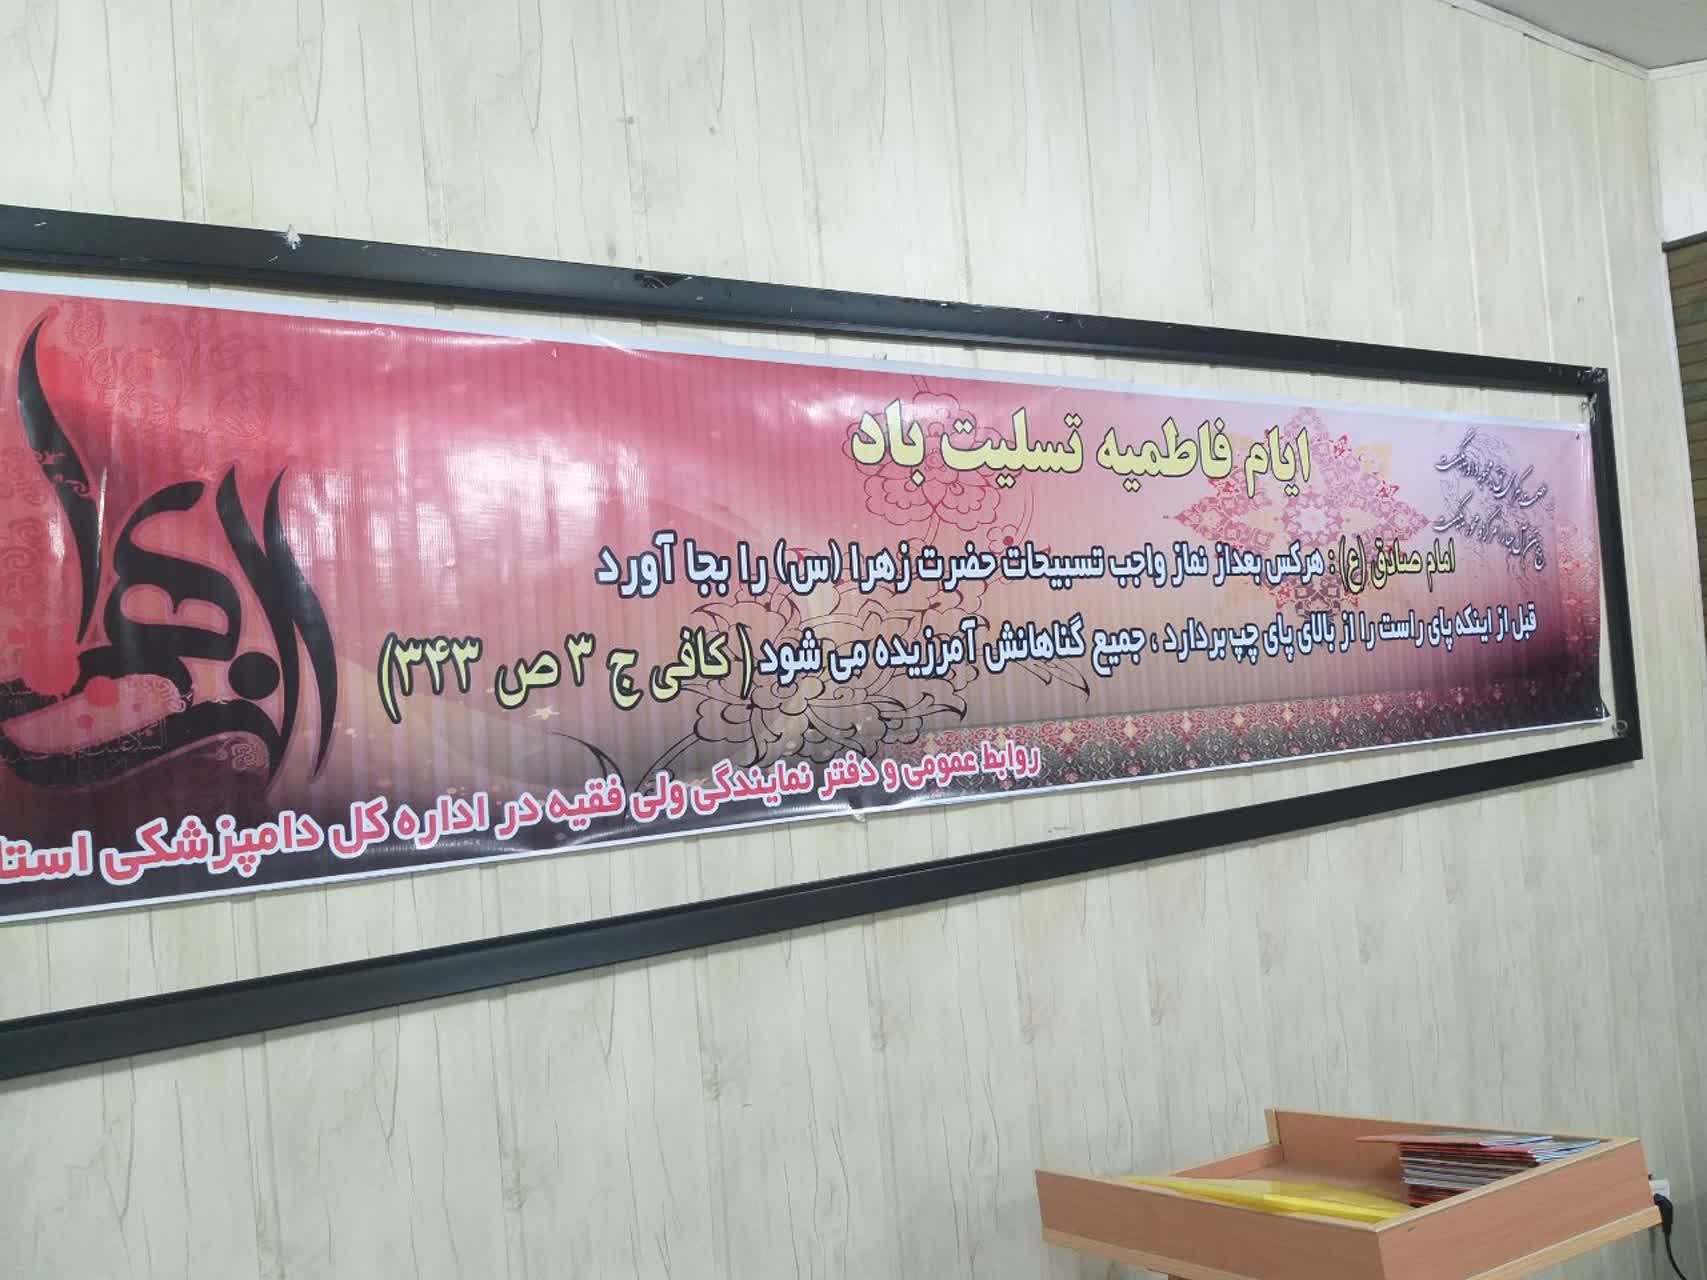 ایام فاطمیه تسلیت باد
امام صادق (ع) : هرکس بعداز نماز واجب تسبیحات حضرت زهرا (س) را بجا آورد
قبل از اینکه پای راست را از بالای پای چپ بردارد ، جمیع گناهانش آمرزیده می شود ( کافی ج ۳ ص ۳۴۳)
روابط عمومی و دفتر نمایندگی ولی فقیه در اداره کل دامپزشکی استا
الزهرا